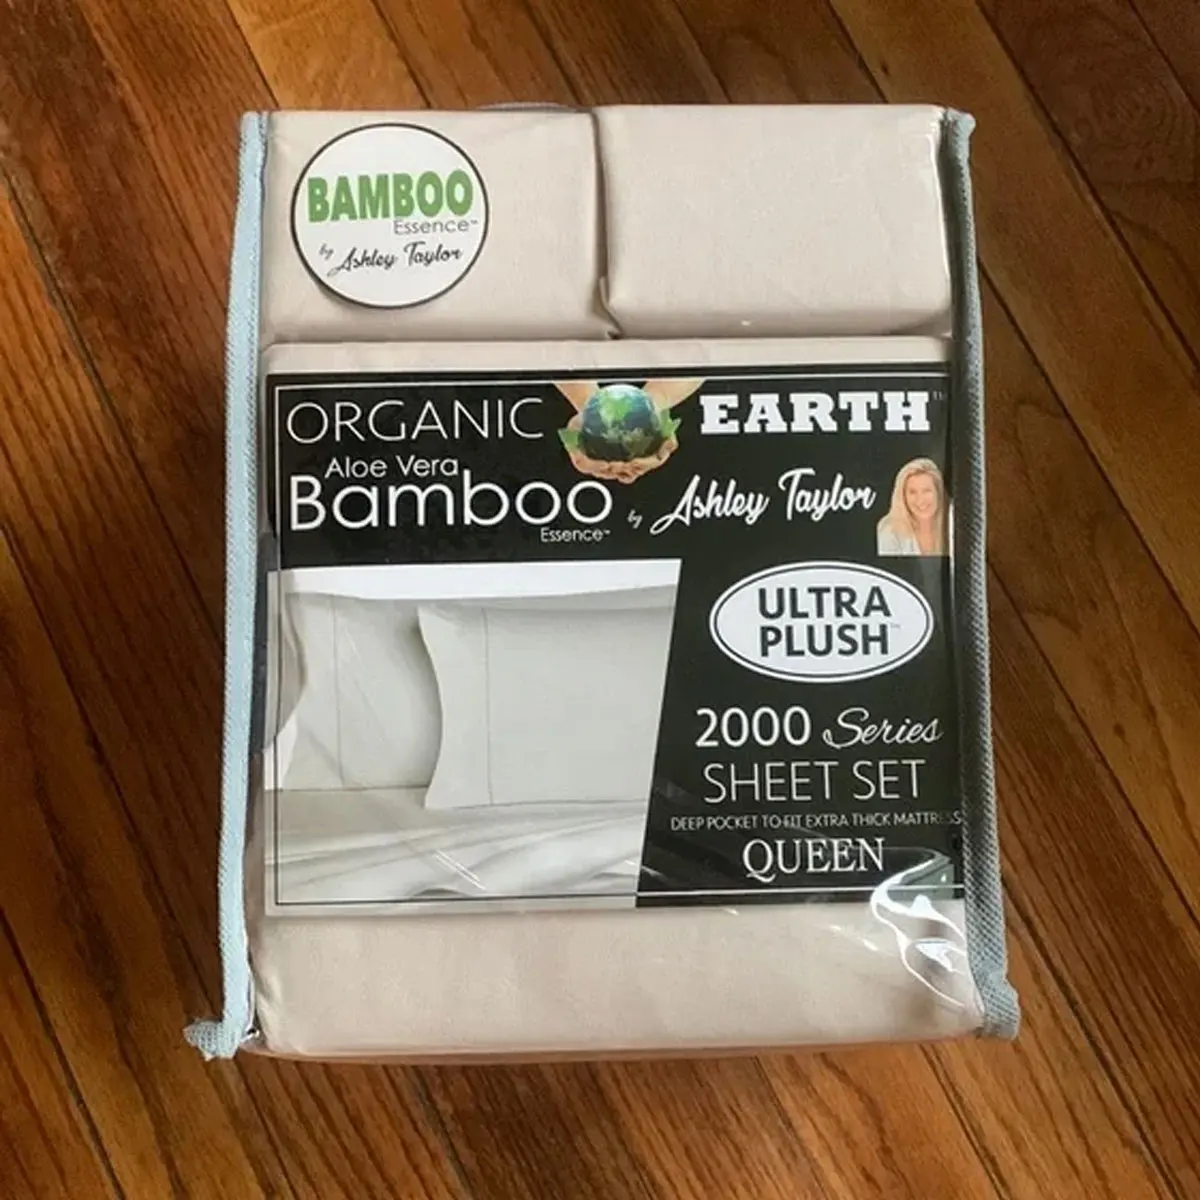 BAMBOO
Essence™
by Ashley Taylor
ORGANIC EARTH™
Aloe Vera
Bamboo
Essence™
by Ashley Taylor
ULTRA
PLUSH™
2000 Series
SHEET SET
DEEP POCKET TO FIT EXTRA THICK MATTRESS
QUEEN